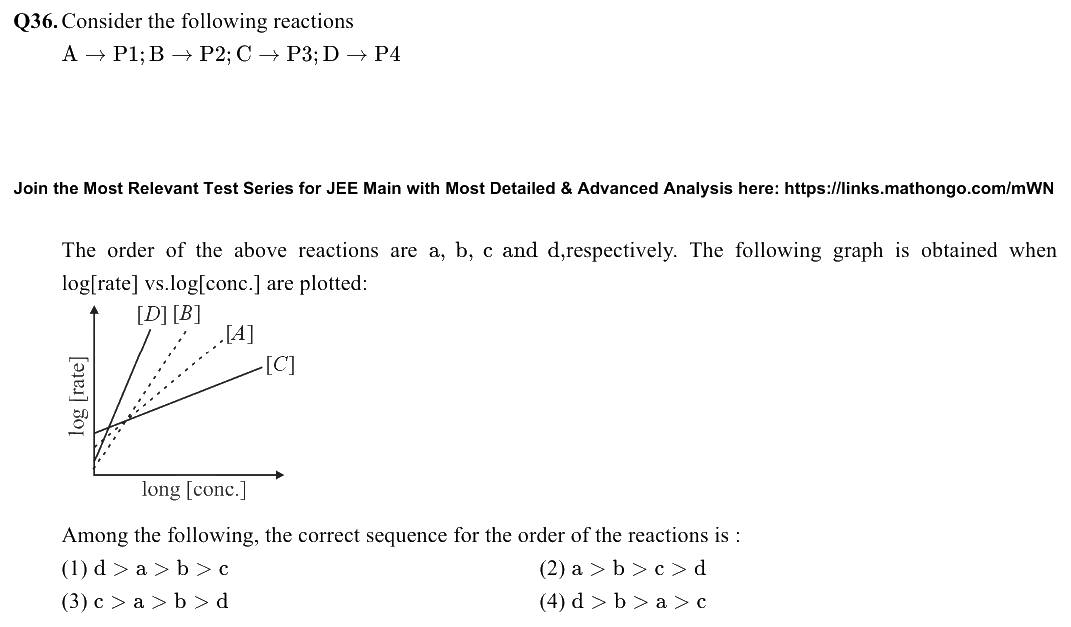 Q36. Consider the following reactions
A → P1; B → P2; C → P3; D → P4
Join the Most Relevant Test Series for JEE Main with Most Detailed & Advanced Analysis here: https://links.mathongo.com/mWN
The order of the above reactions are a, b, c and d,respectively. The following graph is obtained when
log[rate] vs.log[conc.] are plotted:
[D] [B]
[A]
[C]
log [rate]
long [conc.]
Among the following, the correct sequence for the order of the reactions is :
(1) d > a > b > c (2) a > b > c > d
(3) c > a > b > d (4) d > b > a > c